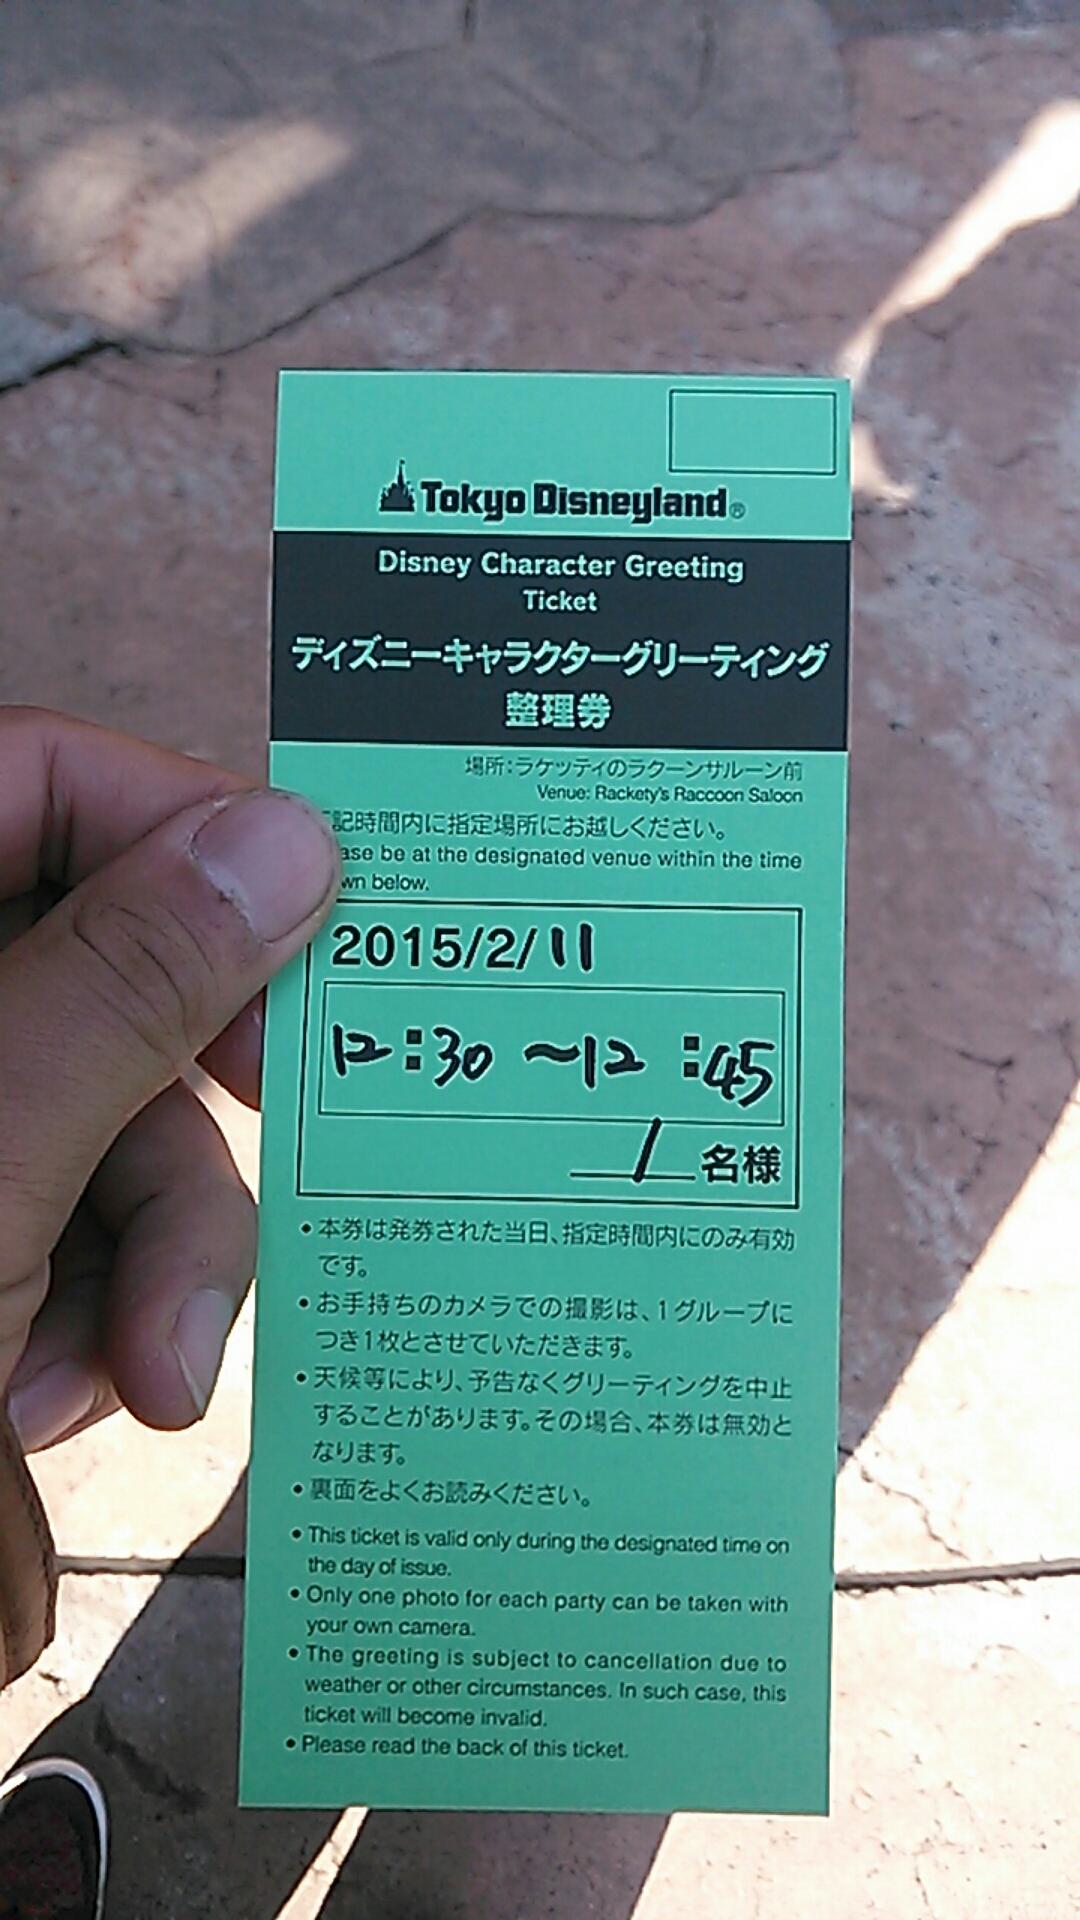 Tokyo Disneyland®
Disney Character Greeting
Ticket
ディズニーキャラクターグリーティング
整理券
場所:ラケッティのラクーンサルーン前
Venue: Rackety's Raccoon Saloon
記時間内に指定場所にお越しください。
ase be at the designated venue within the time
wn below.
2015/2/11
12:30 ~12:45
1名様
• 本券は発券された当日、指定時間内にのみ有効
です。
• お手持ちのカメラでの撮影は、1グループに
つき1枚とさせていただきます。
• 天候等により、予告なくグリーティングを中止
することがあります。その場合、本券は無効と
なります。
• 裏面をよくお読みください。
• This ticket is valid only during the designated time on
the day of issue.
• Only one photo for each party can be taken with
your own camera.
• The greeting is subject to cancellation due to
weather or other circumstances. In such case, this
ticket will become invalid.
• Please read the back of this ticket.